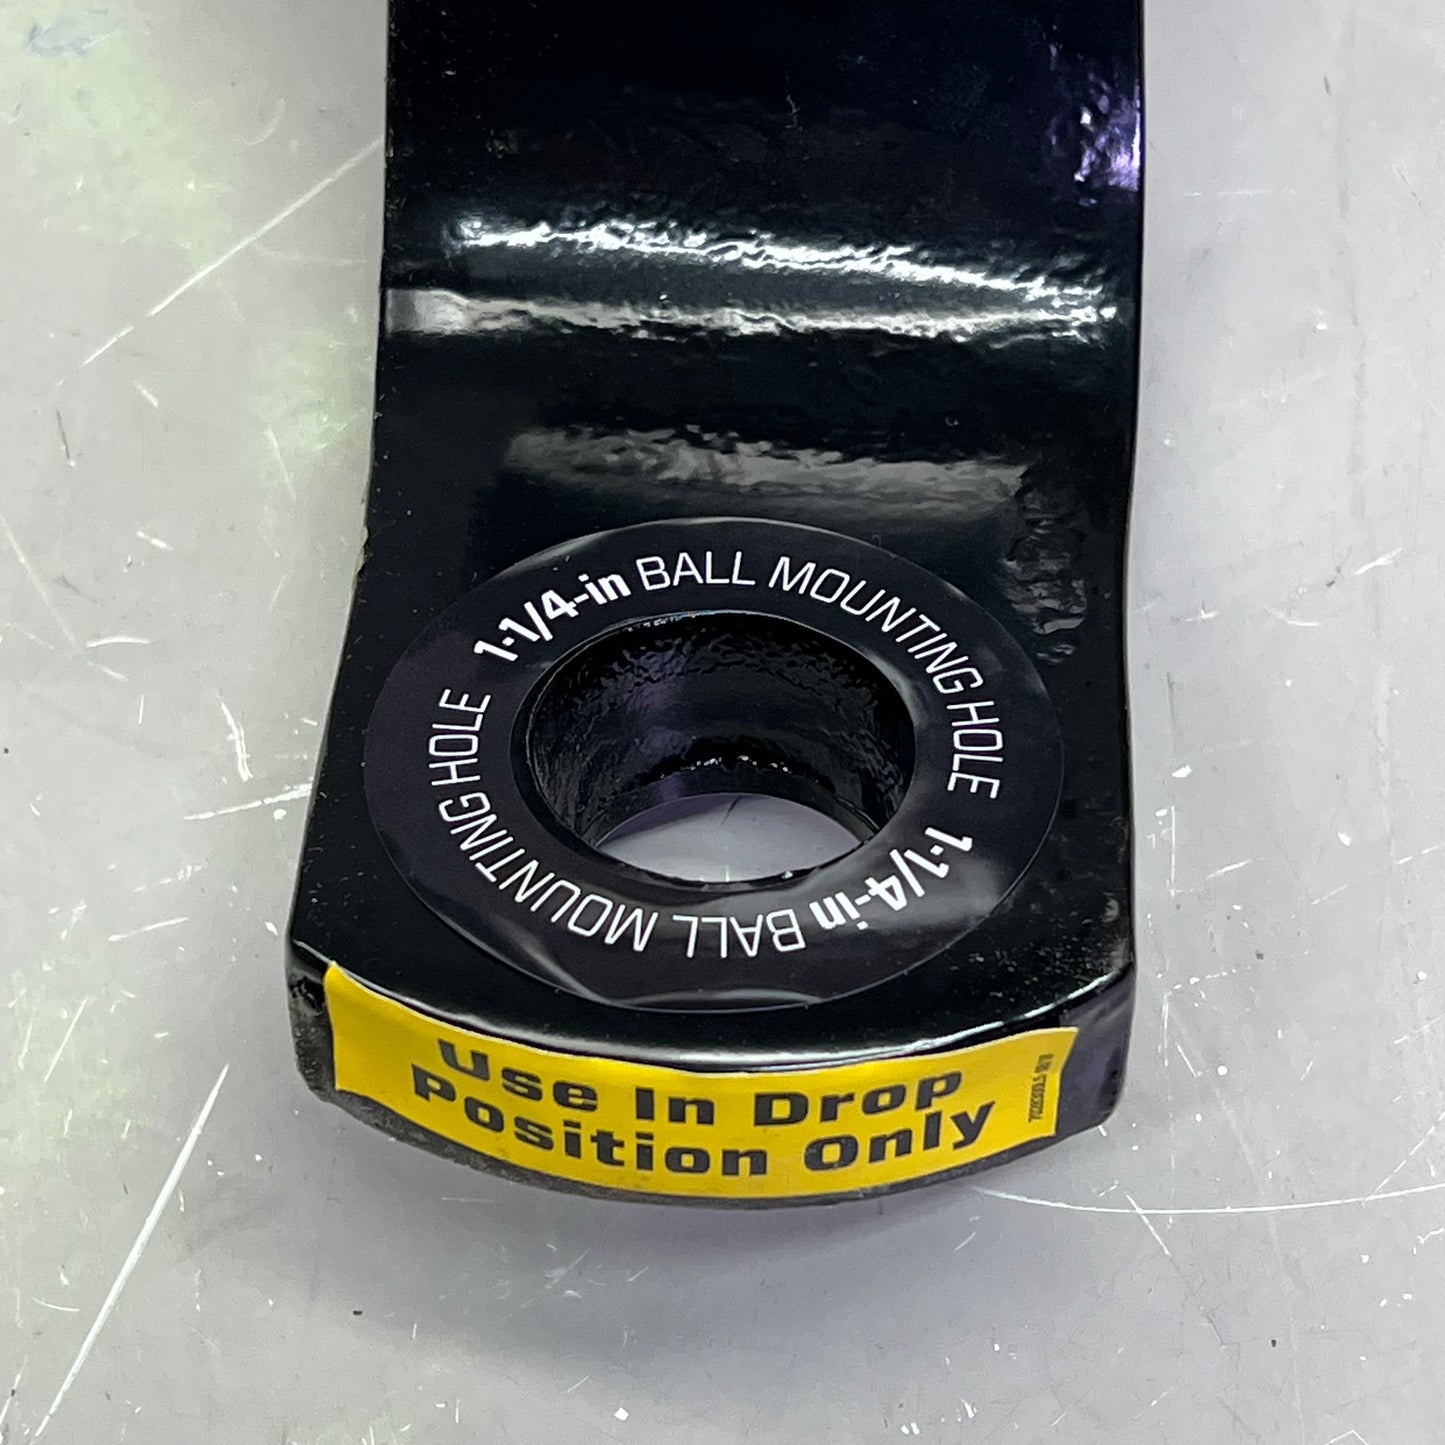 1-1/4-in BALL MOUNTING HOLE
1-1/4-in BALL MOUNTING HOLE
Use In Drop
Position Only